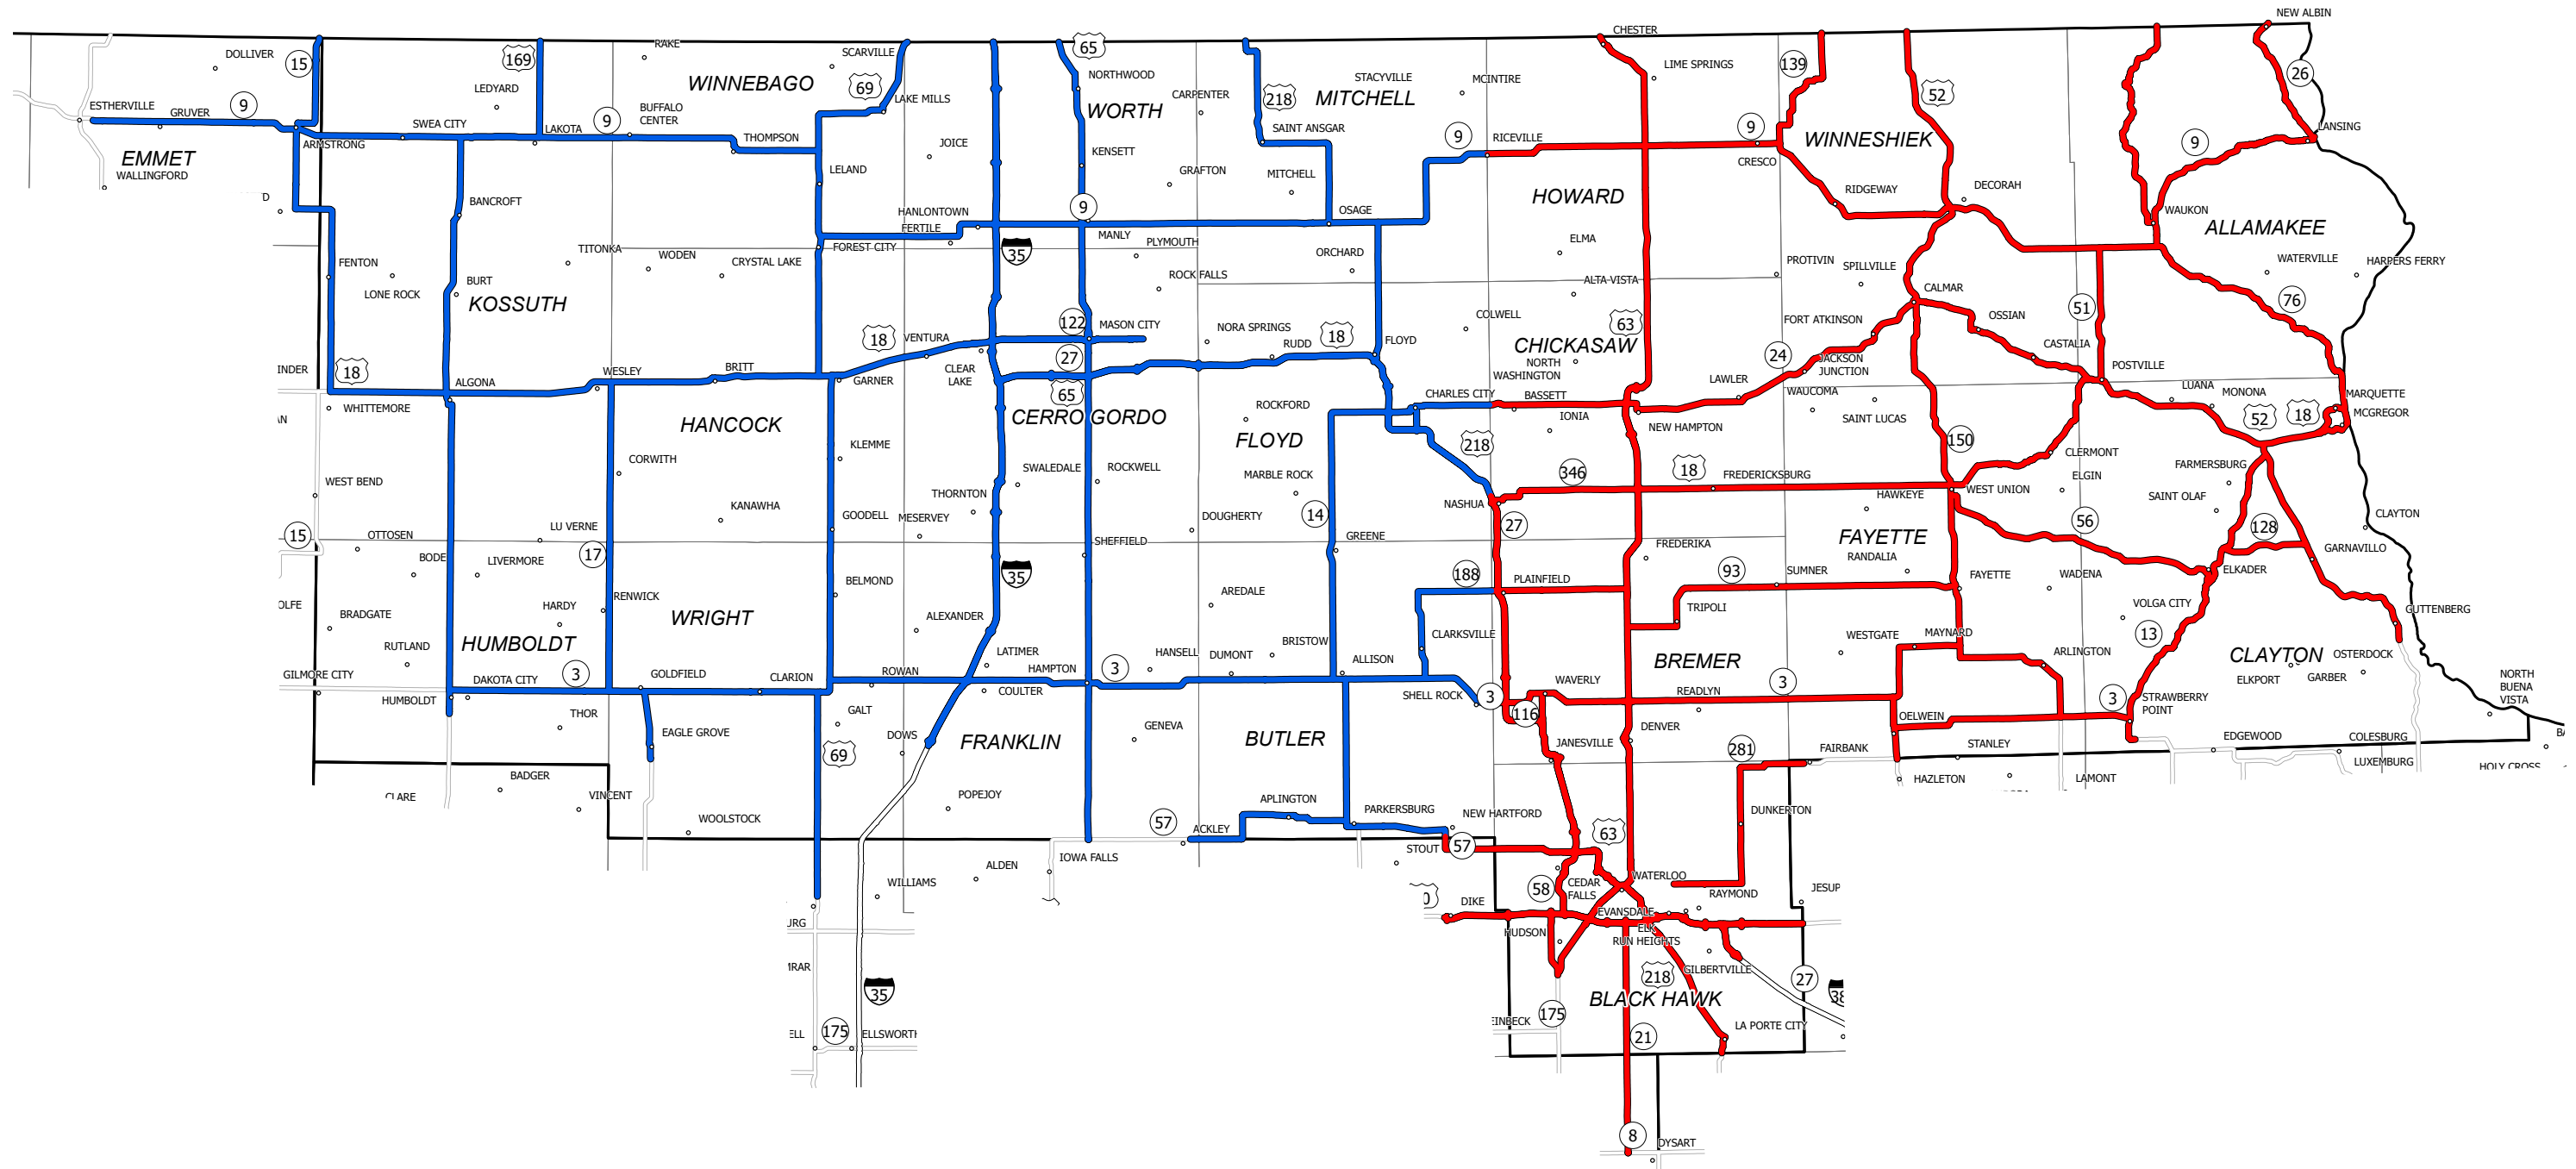 NEW ALBIN
CHESTER
RAKE
SCARVILLE
65
DOLLIVER
15
169
WINNEBAGO
NORTHWOOD
STACYVILLE
MCINTIRE
LIME SPRINGS
139
26
LEDYARD
69
LAKE MILLS
CARPENTER
218
MITCHELL
52
ESTHERVILLE
GRUVER
9
BUFFALO
CENTER
WORTH
SWEA CITY
LAKOTA
9
THOMPSON
SAINT ANSGAR
9
RICEVILLE
9
WINNESHIEK
9
LANSING
ARMSTRONG
JOICE
KENSETT
CRESCO
EMMET
WALLINGFORD
LELAND
GRAFTON
MITCHELL
HOWARD
RIDGEWAY
DECORAH
D
BANCROFT
HANLONTOWN
9
OSAGE
WAUKON
FERTILE
MANLY
ALLAMAKEE
FOREST CITY
35
PLYMOUTH
ELMA
TITONKA
WODEN
CRYSTAL LAKE
ORCHARD
PROTIVIN
SPILLVILLE
WATERVILLE
HARPERS FERRY
FENTON
BURT
ROCK FALLS
ALTA VISTA
LONE ROCK
KOSSUTH
CALMAR
51
76
122
MASON CITY
NORA SPRINGS
18
COLWELL
63
FORT ATKINSON
OSSIAN
18
VENTURA
27
RUDD
FLOYD
CHICKASAW
24
CASTALIA
INDER
18
ALGONA
WESLEY
BRITT
GARNER
CLEAR
LAKE
NORTH
WASHINGTON
JACKSON
JUNCTION
POSTVILLE
65
CHARLES CITY
BASSETT
LAWLER
WAUCOMA
LUANA
MONONA
MARQUETTE
WHITTEMORE
CERRO GORDO
ROCKFORD
IONIA
SAINT LUCAS
52
18
MCGREGOR
HANCOCK
FLOYD
NEW HAMPTON
KLEMME
218
150
CLERMONT
CORWITH
SWALEDALE
ROCKWELL
MARBLE ROCK
346
18
FREDERICKSBURG
ELGIN
FARMERSBURG
WEST BEND
THORNTON
NASHUA
HAWKEYE
WEST UNION
SAINT OLAF
KANAWHA
GOODELL
MESERVEY
DOUGHERTY
14
27
56
CLAYTON
15
OTTOSEN
LU VERNE
17
SHEFFIELD
GREENE
FREDERIKA
FAYETTE
RANDALIA
128
GARNAVILLO
BODE
LIVERMORE
35
188
PLAINFIELD
93
SUMNER
FAYETTE
WADENA
ELKADER
BELMOND
OLFE
BRADGATE
HARDY
RENWICK
WRIGHT
ALEXANDER
AREDALE
TRIPOLI
VOLGA CITY
GUTTENBERG
RUTLAND
HUMBOLDT
BRISTOW
CLARKSVILLE
WESTGATE
MAYNARD
13
GILMORE CITY
DAKOTA CITY
3
GOLDFIELD
CLARION
ROWAN
LATIMER
HAMPTON
3
HANSELL
DUMONT
ALLISON
BREMER
ARLINGTON
CLAYTON
OSTERDOCK
HUMBOLDT
COULTER
SHELL ROCK
3
WAVERLY
READLYN
3
ELKPORT
GARBER
NORTH
BUENA
VISTA
THOR
GALT
116
OELWEIN
3
STRAWBERRY
POINT
EAGLE GROVE
69
DOWS
FRANKLIN
GENEVA
BUTLER
JANESVILLE
DENVER
281
FAIRBANK
STANLEY
EDGEWOOD
COLESBURG
LUXEMBURG
HOLY CROSS
BADGER
CLARE
VINCENT
POPEJOY
APLINGTON
PARKERSBURG
NEW HARTFORD
DUNKERTON
HAZLETON
LAMONT
WOOLSTOCK
57
ACKLEY
57
63
IOWA FALLS
STOUT
ALDEN
WILLIAMS
58
CEDAR
FALLS
WATERLOO
RAYMOND
JESUP
DIKE
EVANSDALE
URG
HUDSON
ELK
RUN HEIGHTS
218
GILBERTVILLE
27
35
BLACK HAWK
38
ELL
175
ELLSWORTH
EINBECK
175
21
LA PORTE CITY
8
DYSART